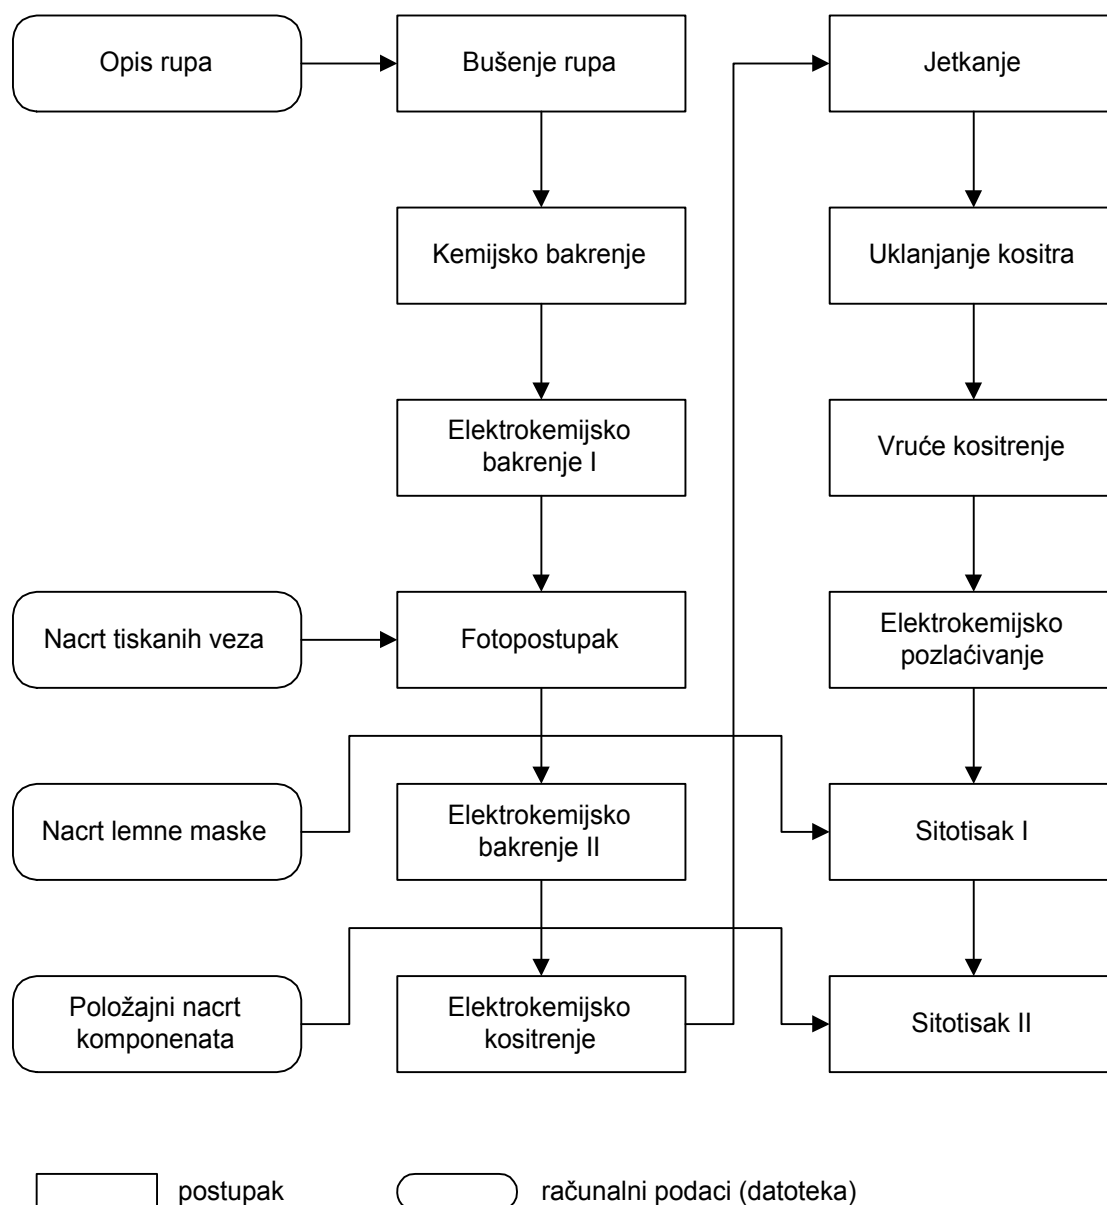 Opis rupa
Bušenje rupa
Jetkanje
Kemijsko bakrenje
Uklanjanje kositra
Elektrokemijsko
bakrenje I
Vruće kositrenje
Nacrt tiskanih veza
Fotopostupak
Elektrokemijsko
pozlaćivanje
Nacrt lemne maske
Elektrokemijsko
bakrenje II
Sitotisak I
Položajni nacrt
komponenata
Elektrokemijsko
kositrenje
Sitotisak II
postupak
računalni podaci (datoteka)